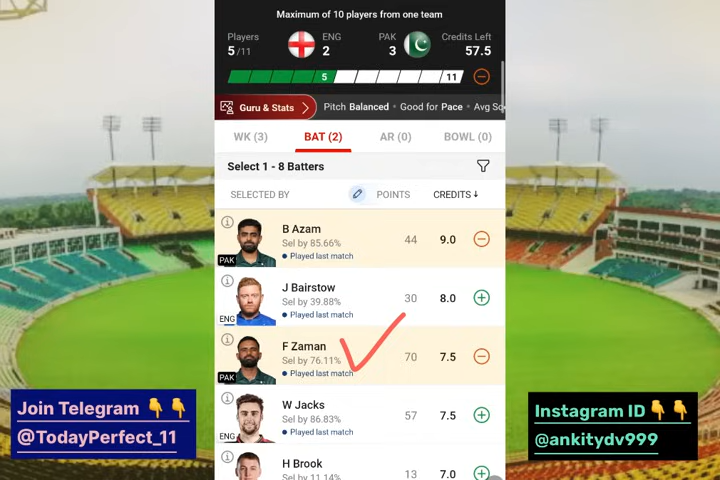 Maximum of 10 players from one team
Players ENG PAK Credits Left
5 /11 2 3 57.5
5 11
Guru & Stats Pitch Balanced • Good for Pace • Avg Sc
WK (3) BAT (2) AR (0) BOWL (0)
Select 1 - 8 Batters
SELECTED BY POINTS CREDITS ↓
B Azam
Sel by 85.66% 44 9.0
Played last match
PAK
J Bairstow
Sel by 39.88% 30 8.0
Played last match
ENG
F Zaman
Sel by 76.11% 70 7.5
Played last match
PAK
W Jacks
Sel by 86.83% 57 7.5
Played last match
ENG
H Brook
Sel by 11.14% 13 7.0
Join Telegram 👇👇
@TodayPerfect_11
Instagram ID👇👇
@ankitydv999